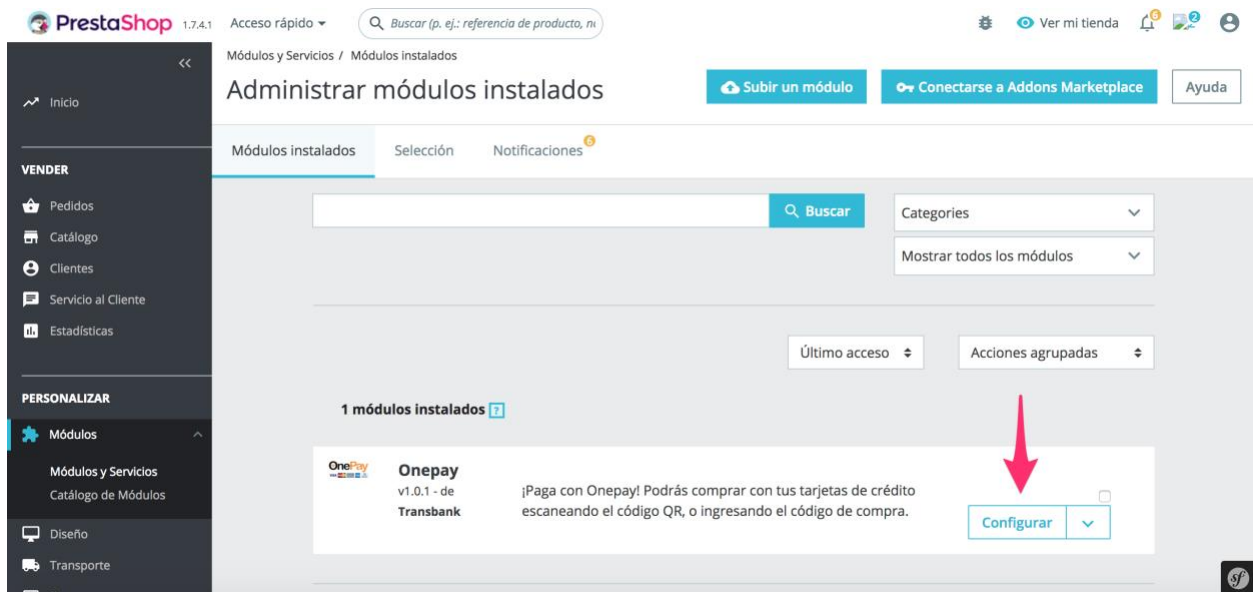 PrestaShop 1.7.4.1 Acceso rápido Buscar (p. ej.: referencia de producto, n 6 Ver mi tienda 2
Módulos y Servicios / Módulos instalados
Administrar módulos instalados
Subir un módulo
Conectarse a Addons Marketplace
Ayuda
Inicio
VENDER
Pedidos
Catálogo
Clientes
Servicio al Cliente
Estadísticas
PERSONALIZAR
Módulos
Módulos y Servicios
Catálogo de Módulos
Diseño
Transporte
Módulos instalados Selección Notificaciones 6
Buscar
Categories
Mostrar todos los módulos
Último acceso Acciones agrupadas
1 módulos instalados ?
OnePay
Onepay
v1.0.1 - de
Transbank
¡Paga con Onepay! Podrás comprar con tus tarjetas de crédito
escaneando el código QR, o ingresando el código de compra.
Configurar
sf